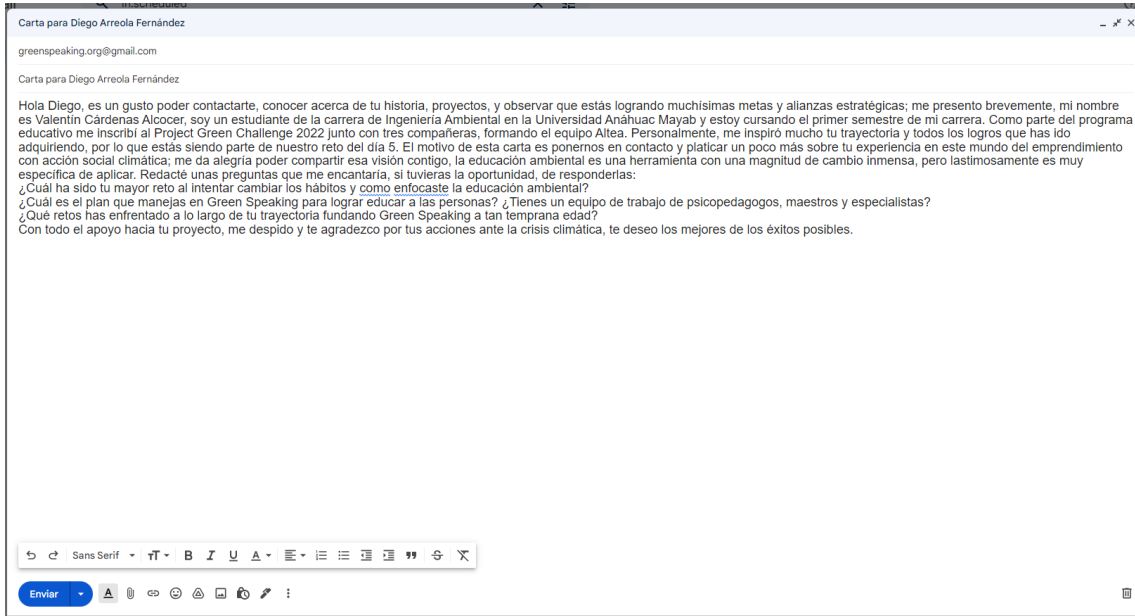 in:scheduled
Carta para Diego Arreola Fernández
greenspeaking.org@gmail.com
Carta para Diego Arreola Fernández
Hola Diego, es un gusto poder contactarte, conocer acerca de tu historia, proyectos, y observar que estás logrando muchísimas metas y alianzas estratégicas; me presento brevemente, mi nombre
es Valentín Cárdenas Alcocer, soy un estudiante de la carrera de Ingeniería Ambiental en la Universidad Anáhuac Mayab y estoy cursando el primer semestre de mi carrera. Como parte del programa
educativo me inscribí al Project Green Challenge 2022 junto con tres compañeras, formando el equipo Altea. Personalmente, me inspiró mucho tu trayectoria y todos los logros que has ido
adquiriendo, por lo que estás siendo parte de nuestro reto del día 5. El motivo de esta carta es ponernos en contacto y platicar un poco más sobre tu experiencia en este mundo del emprendimiento
con acción social climática; me da alegría poder compartir esa visión contigo, la educación ambiental es una herramienta con una magnitud de cambio inmensa, pero lastimosamente es muy
específica de aplicar. Redacté unas preguntas que me encantaría, si tuvieras la oportunidad, de responderlas:
¿Cuál ha sido tu mayor reto al intentar cambiar los hábitos y como enfocaste la educación ambiental?
¿Cuál es el plan que manejas en Green Speaking para lograr educar a las personas? ¿Tienes un equipo de trabajo de psicopedagogos, maestros y especialistas?
¿Qué retos has enfrentado a lo largo de tu trayectoria fundando Green Speaking a tan temprana edad?
Con todo el apoyo hacia tu proyecto, me despido y te agradezco por tus acciones ante la crisis climática, te deseo los mejores de los éxitos posibles.
Sans Serif
Enviar